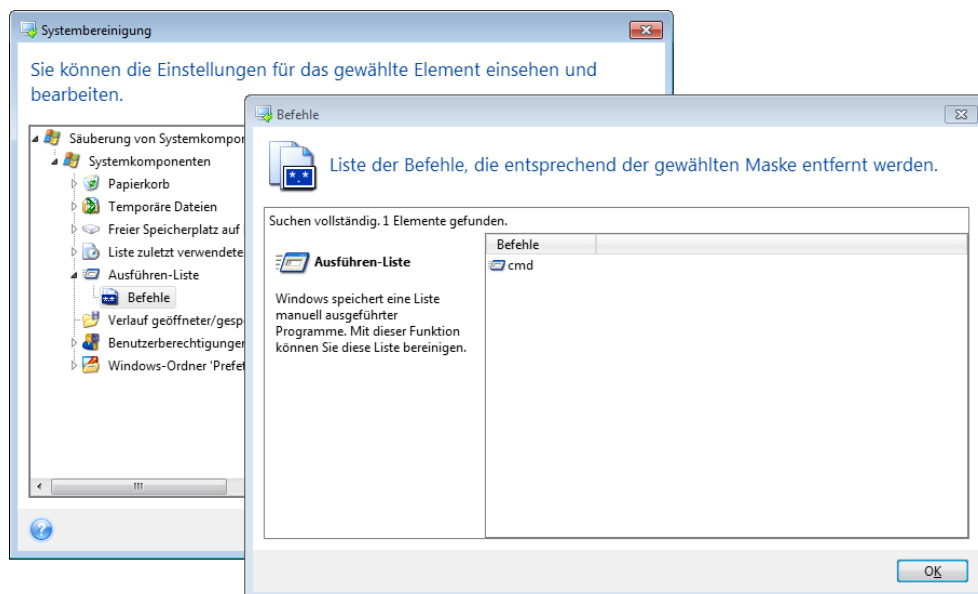 Systembereinigung
Sie können die Einstellungen für das gewählte Element einsehen und
bearbeiten.
Säuberung von Systemkompor
Systemkomponenten
Papierkorb
Temporäre Dateien
Freier Speicherplatz auf
Liste zuletzt verwendete
Ausführen-Liste
Befehle
Verlauf geöffneter/gesp
Benutzerberechtigunger
Windows-Ordner 'Prefet
Befehle
*.*
Liste der Befehle, die entsprechend der gewählten Maske entfernt werden.
Suchen vollständig. 1 Elemente gefunden.
Ausführen-Liste
Windows speichert eine Liste
manuell ausgeführter
Programme. Mit dieser Funktion
können Sie diese Liste bereinigen.
Befehle
cmd
OK